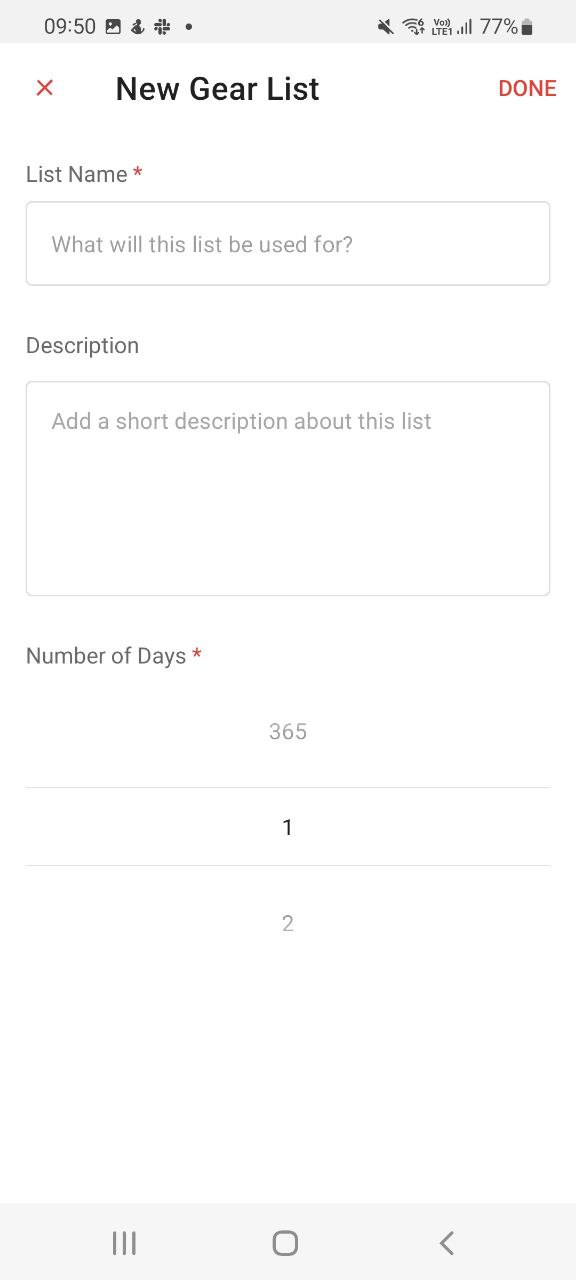 09:50
Vo)) LTE1 77%
New Gear List
DONE
List Name *
What will this list be used for?
Description
Add a short description about this list
Number of Days *
365
1
2